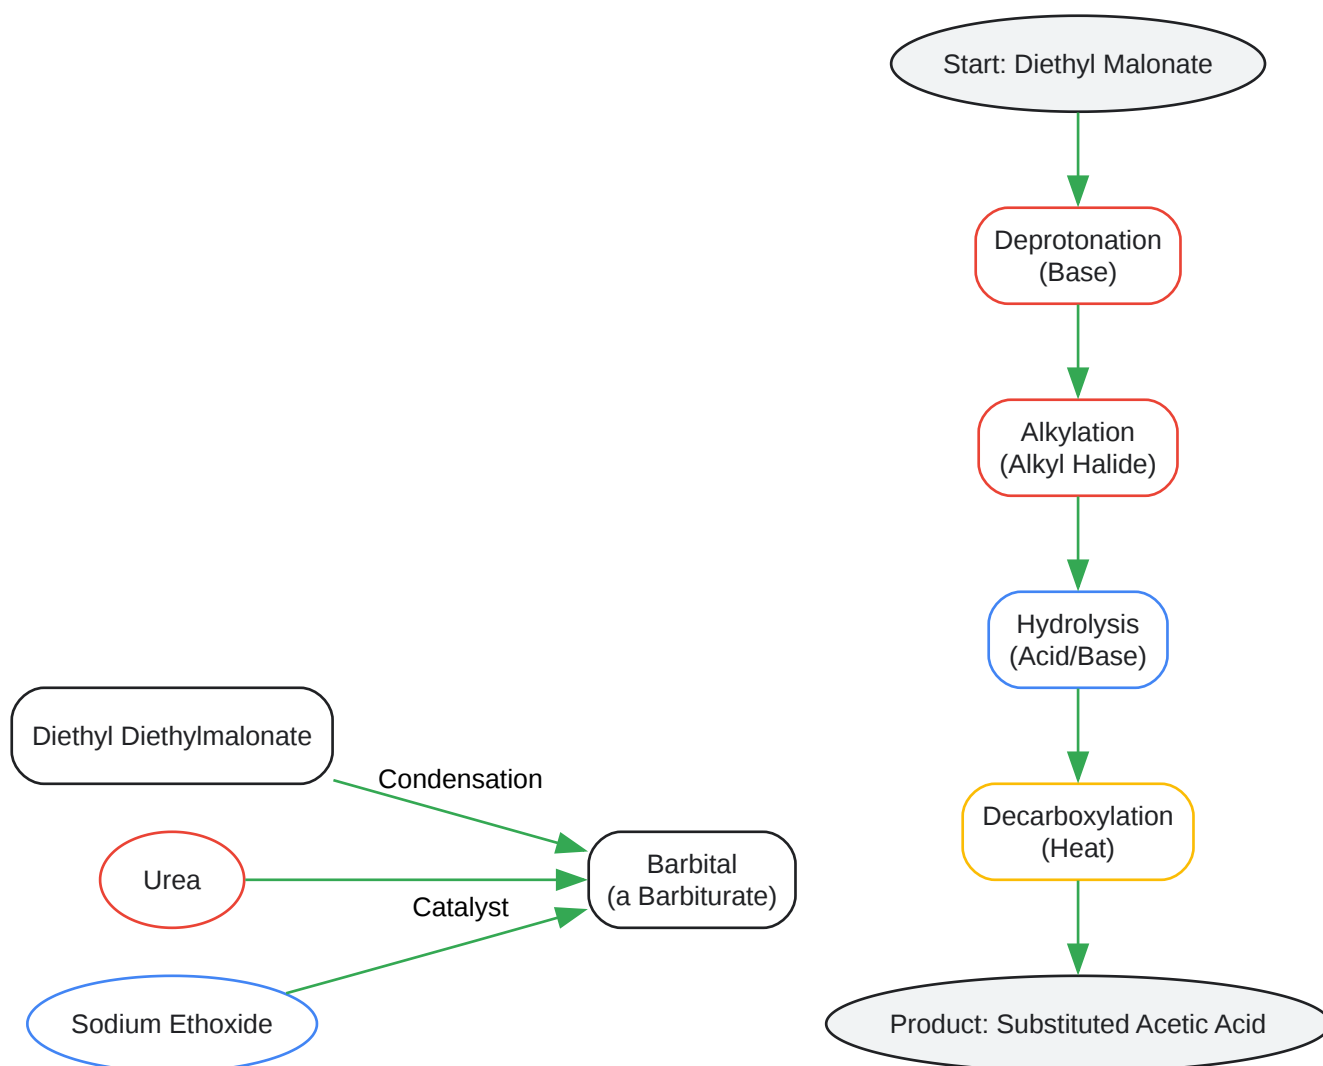 Start: Diethyl Malonate
Deprotonation
(Base)
Alkylation
(Alkyl Halide)
Hydrolysis
(Acid/Base)
Decarboxylation
(Heat)
Product: Substituted Acetic Acid
Diethyl Diethylmalonate
Condensation
Urea
Catalyst
Sodium Ethoxide
Barbital
(a Barbiturate)